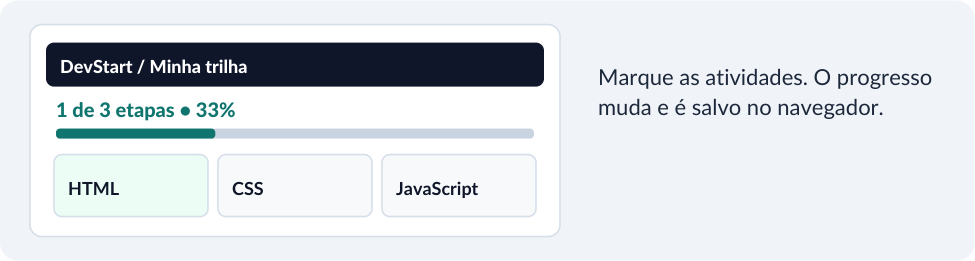 DevStart / Minha trilha
1 de 3 etapas • 33%
HTML
CSS
JavaScript
Marque as atividades. O progresso
muda e é salvo no navegador.